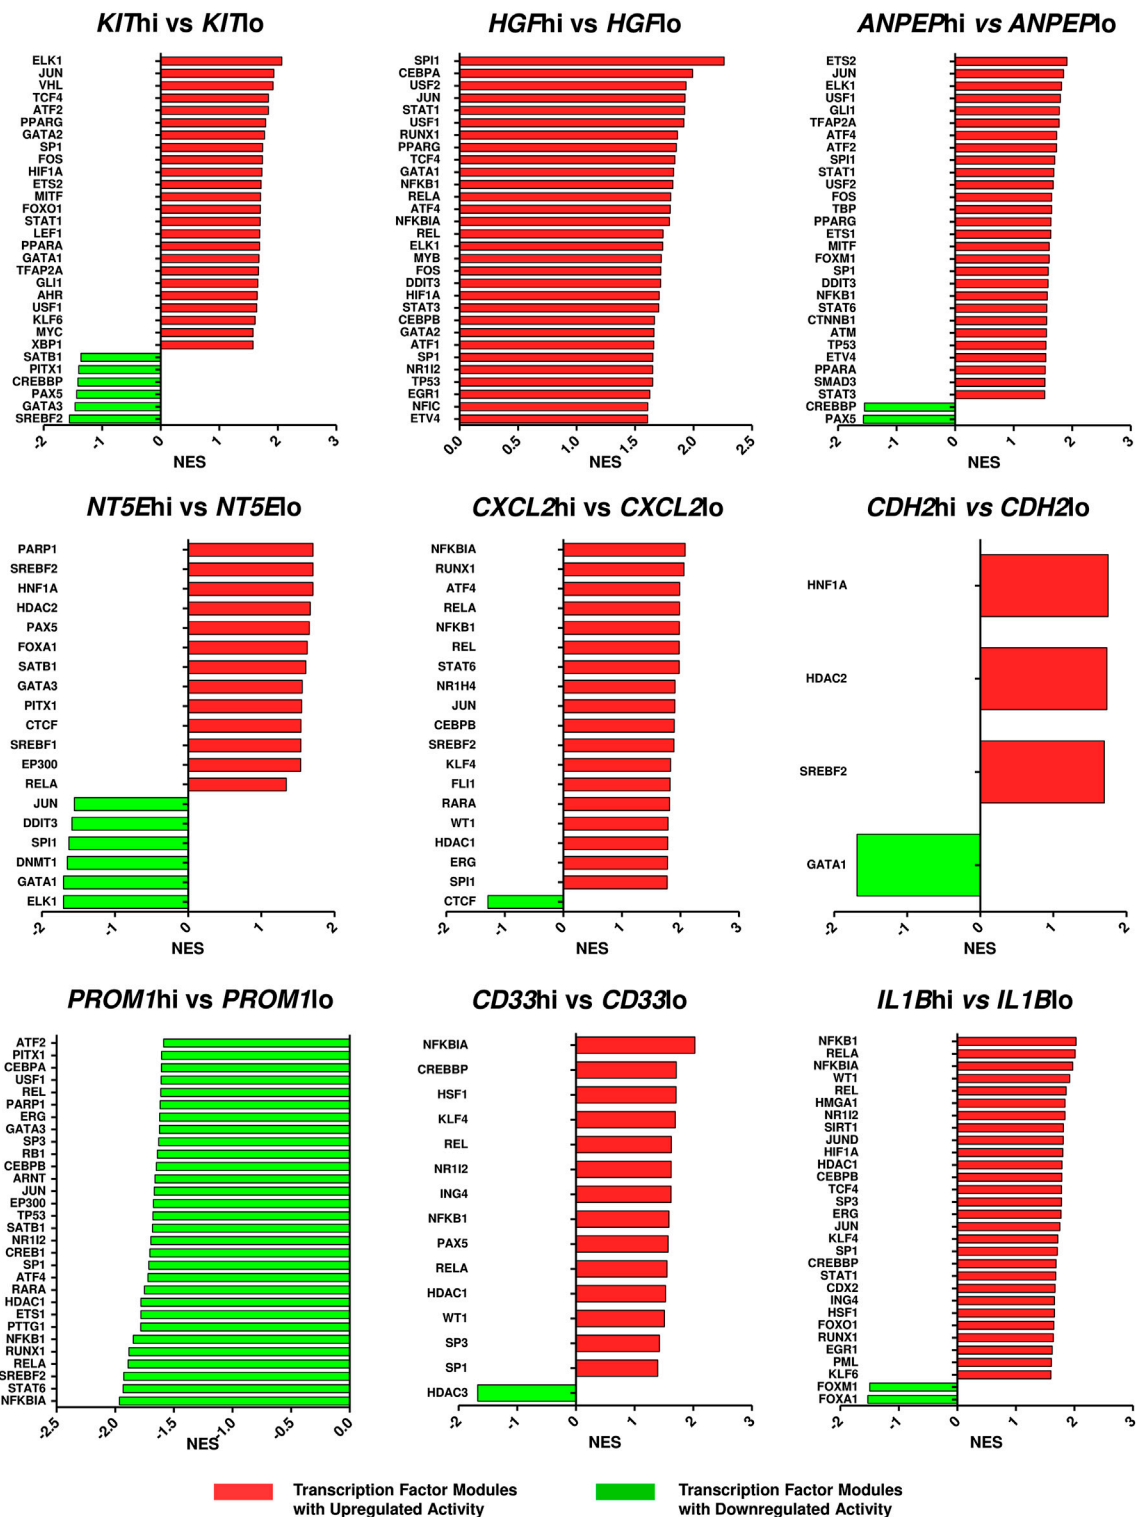 KIThi vs KITlo
ELK1
JUN
VHL
TCF4
ATF2
PPARG
GATA2
SP1
FOS
HIF1A
ETS2
MITF
FOXO1
STAT1
LEF1
PPARA
GATA1
TFAP2A
GLI1
AHR
USF1
KLF6
MYC
XBP1
SATB1
PITX1
CREBBP
PAX5
GATA3
SREBF2
-2 -1 0 1 2 3
NES
HGFhi vs HGFlo
SPI1
CEBPA
USF2
JUN
STAT1
USF1
RUNX1
PPARG
TCF4
GATA1
NFKB1
RELA
ATF4
NFKBIA
REL
ELK1
MYB
FOS
DDIT3
HIF1A
STAT3
CEBPB
GATA2
ATF1
SP1
NR1I2
TP53
EGR1
NFIC
ETV4
0.0 0.5 1.0 1.5 2.0 2.5
NES
ANPEPhi vs ANPEPlo
ETS2
JUN
ELK1
USF1
GLI1
TFAP2A
ATF4
ATF2
SPI1
STAT1
USF2
FOS
TBP
PPARG
ETS1
MITF
FOXM1
SP1
DDIT3
NFKB1
STAT6
CTNNB1
ATM
TP53
ETV4
PPARA
SMAD3
STAT3
CREBBP
PAX5
-2 -1 0 1 2 3
NES
NT5Ehi vs NT5Elo
PARP1
SREBF2
HNF1A
HDAC2
PAX5
FOXA1
SATB1
GATA3
PITX1
CTCF
SREBF1
EP300
RELA
JUN
DDIT3
SPI1
DNMT1
GATA1
ELK1
-2 -1 0 1 2
NES
CXCL2hi vs CXCL2lo
NFKBIA
RUNX1
ATF4
RELA
NFKB1
REL
STAT6
NR1H4
JUN
CEBPB
SREBF2
KLF4
FLI1
RARA
WT1
HDAC1
ERG
SPI1
CTCF
-2 -1 0 1 2 3
NES
CDH2hi vs CDH2lo
HNF1A
HDAC2
SREBF2
GATA1
-2 -1 0 1 2
NES
PROM1hi vs PROM1lo
ATF2
PITX1
CEBPA
USF1
REL
PARP1
ERG
GATA3
SP3
RB1
CEBPB
ARNT
JUN
EP300
TP53
SATB1
NR1I2
CREB1
SP1
ATF4
RARA
HDAC1
ETS1
PTTG1
NFKB1
RUNX1
RELA
SREBF2
STAT6
NFKBIA
-2.5 -2.0 -1.5 -1.0 -0.5 0.0
NES
CD33hi vs CD33lo
NFKBIA
CREBBP
HSF1
KLF4
REL
NR1I2
ING4
NFKB1
PAX5
RELA
HDAC1
WT1
SP3
SP1
HDAC3
-2 -1 0 1 2 3
NES
IL1Bhi vs IL1Blo
NFKB1
RELA
NFKBIA
WT1
REL
HMGA1
NR1I2
SIRT1
JUND
HIF1A
HDAC1
CEBPB
TCF4
SP3
ERG
JUN
KLF4
SP1
CREBBP
STAT1
CDX2
ING4
HSF1
FOXO1
RUNX1
EGR1
PML
KLF6
FOXM1
FOXA1
-2 -1 0 1 2 3
NES
Transcription Factor Modules
with Upregulated Activity
Transcription Factor Modules
with Downregulated Activity